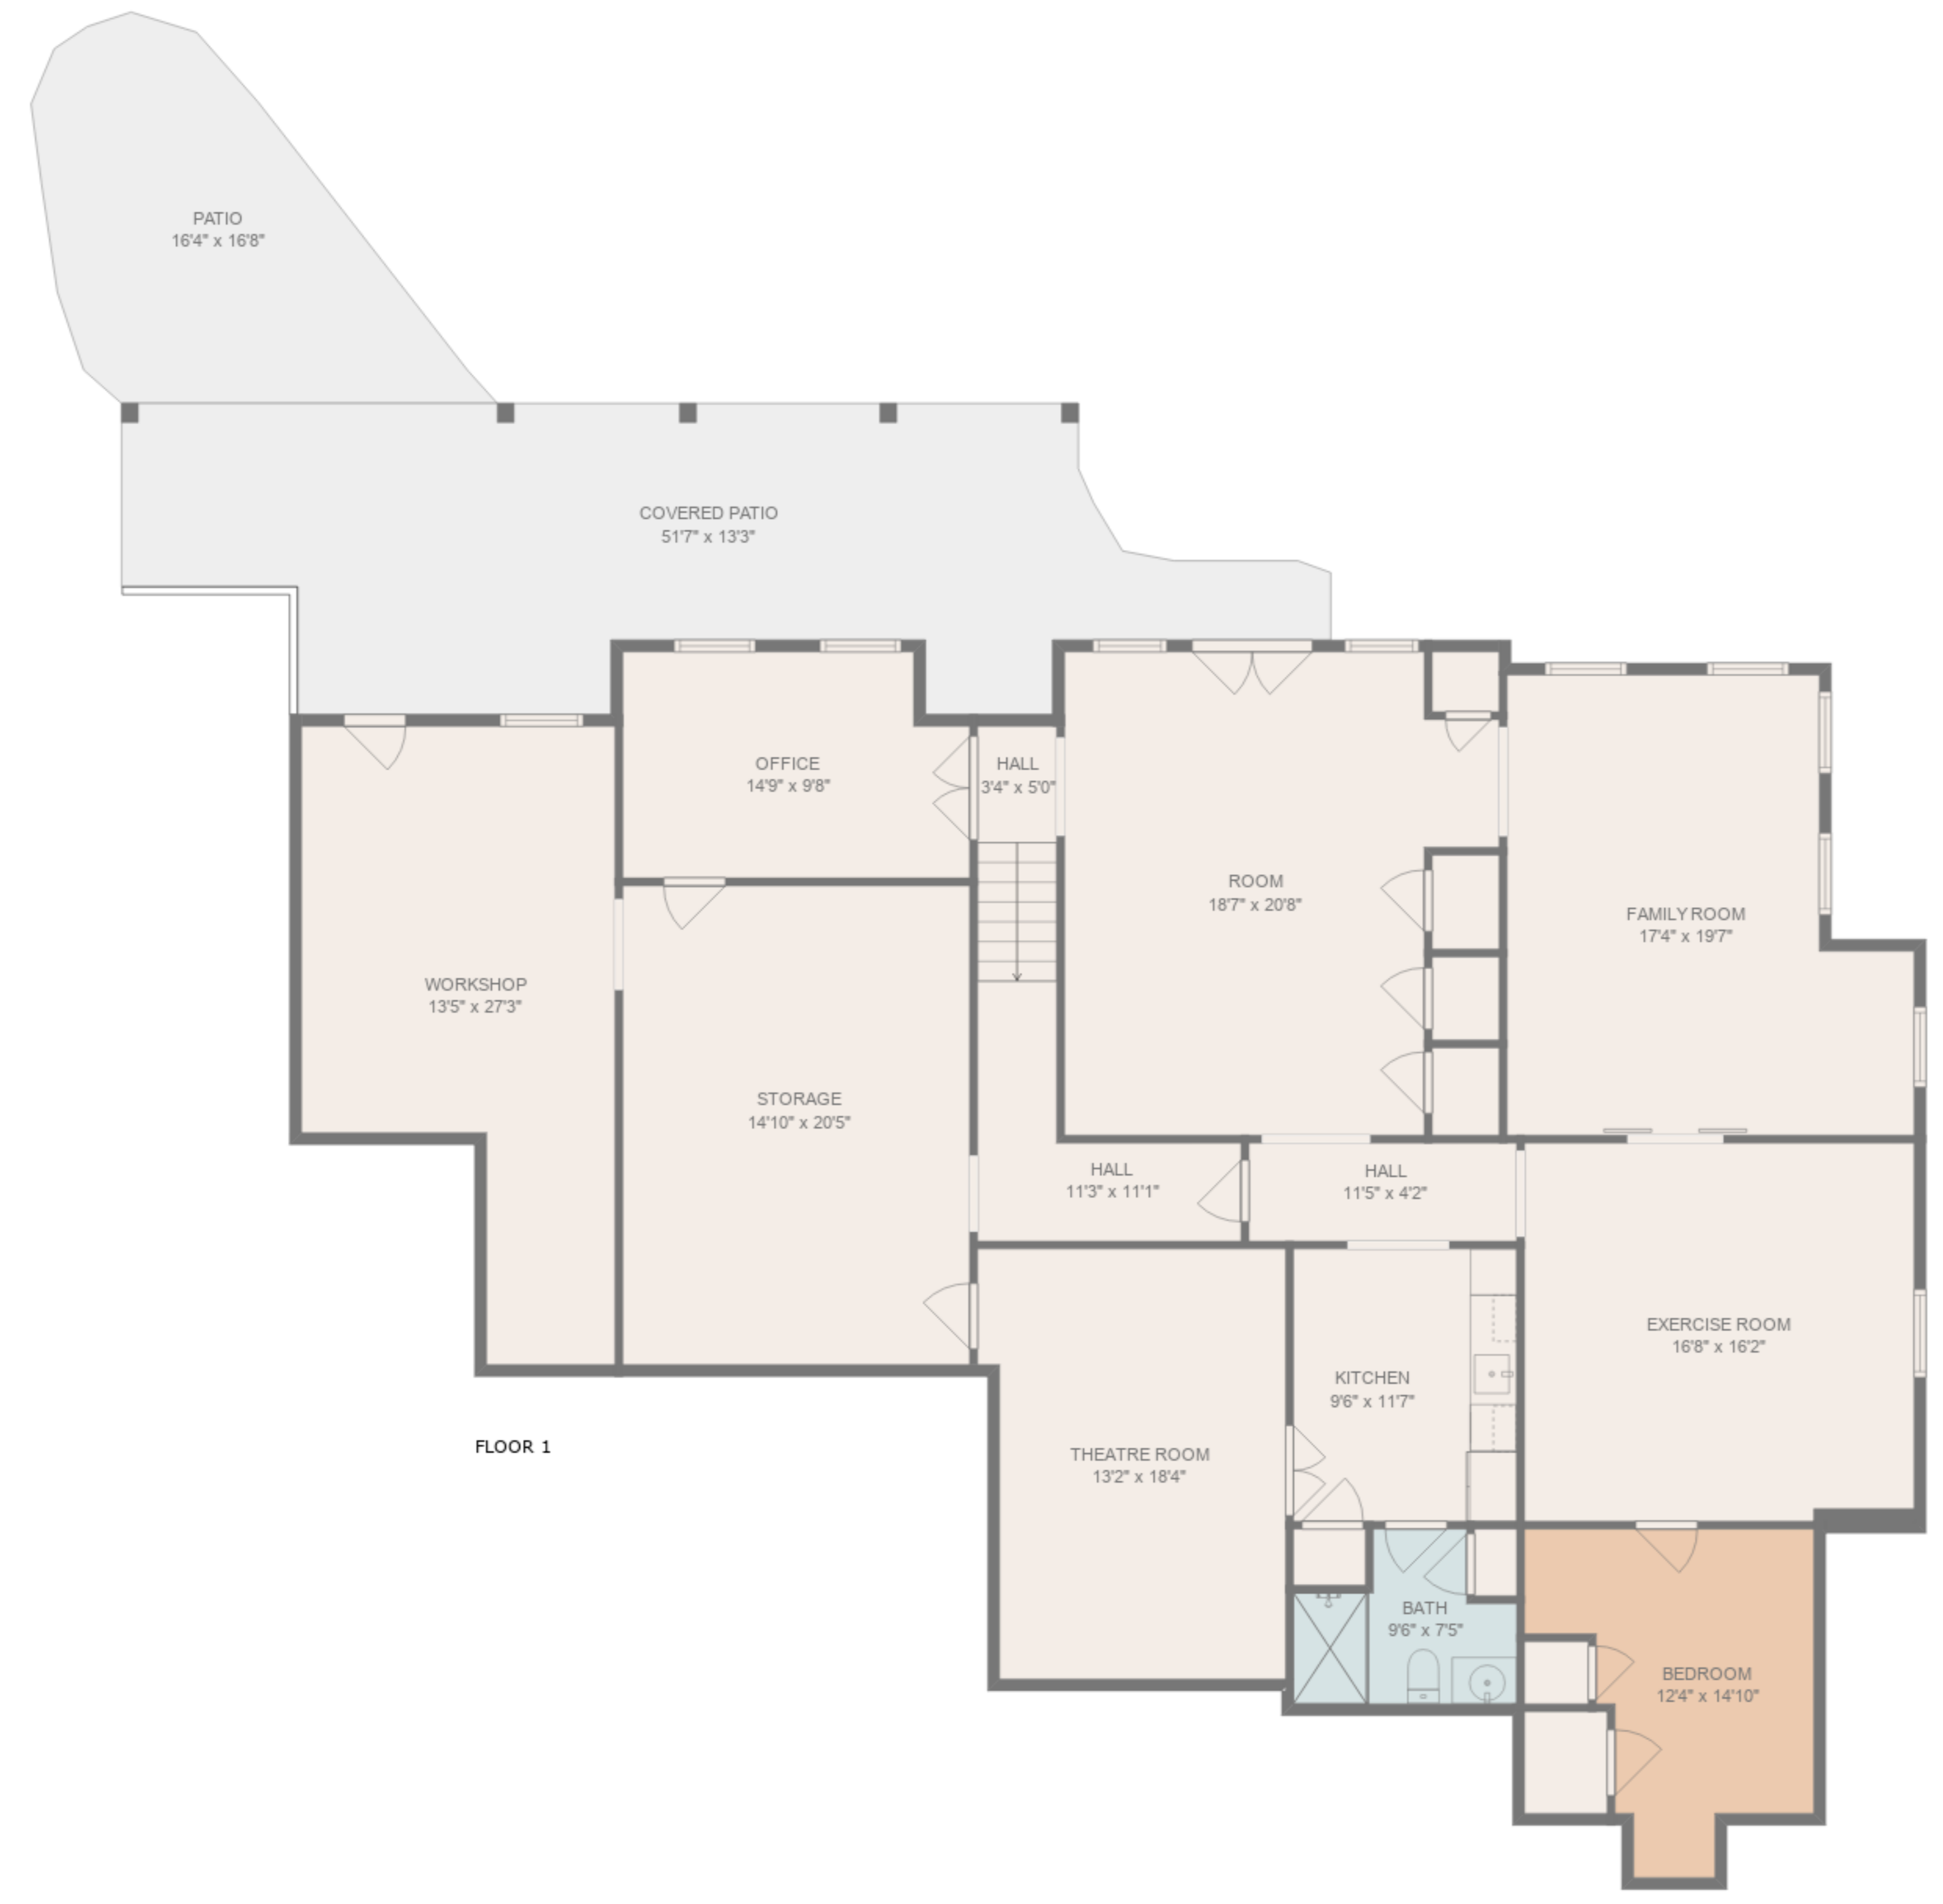 PATIO
16'4" x 16'8"
COVERED PATIO
51'7" x 13'3"
OFFICE
14'9" x 9'8"
HALL
3'4" x 5'0"
ROOM
18'7" x 20'8"
FAMILY ROOM
17'4" x 19'7"
WORKSHOP
13'5" x 27'3"
STORAGE
14'10" x 20'5"
HALL
11'3" x 11'1"
HALL
11'5" x 4'2"
EXERCISE ROOM
16'8" x 16'2"
KITCHEN
9'6" x 11'7"
FLOOR 1
THEATRE ROOM
13'2" x 18'4"
BATH
9'6" x 7'5"
BEDROOM
12'4" x 14'10"